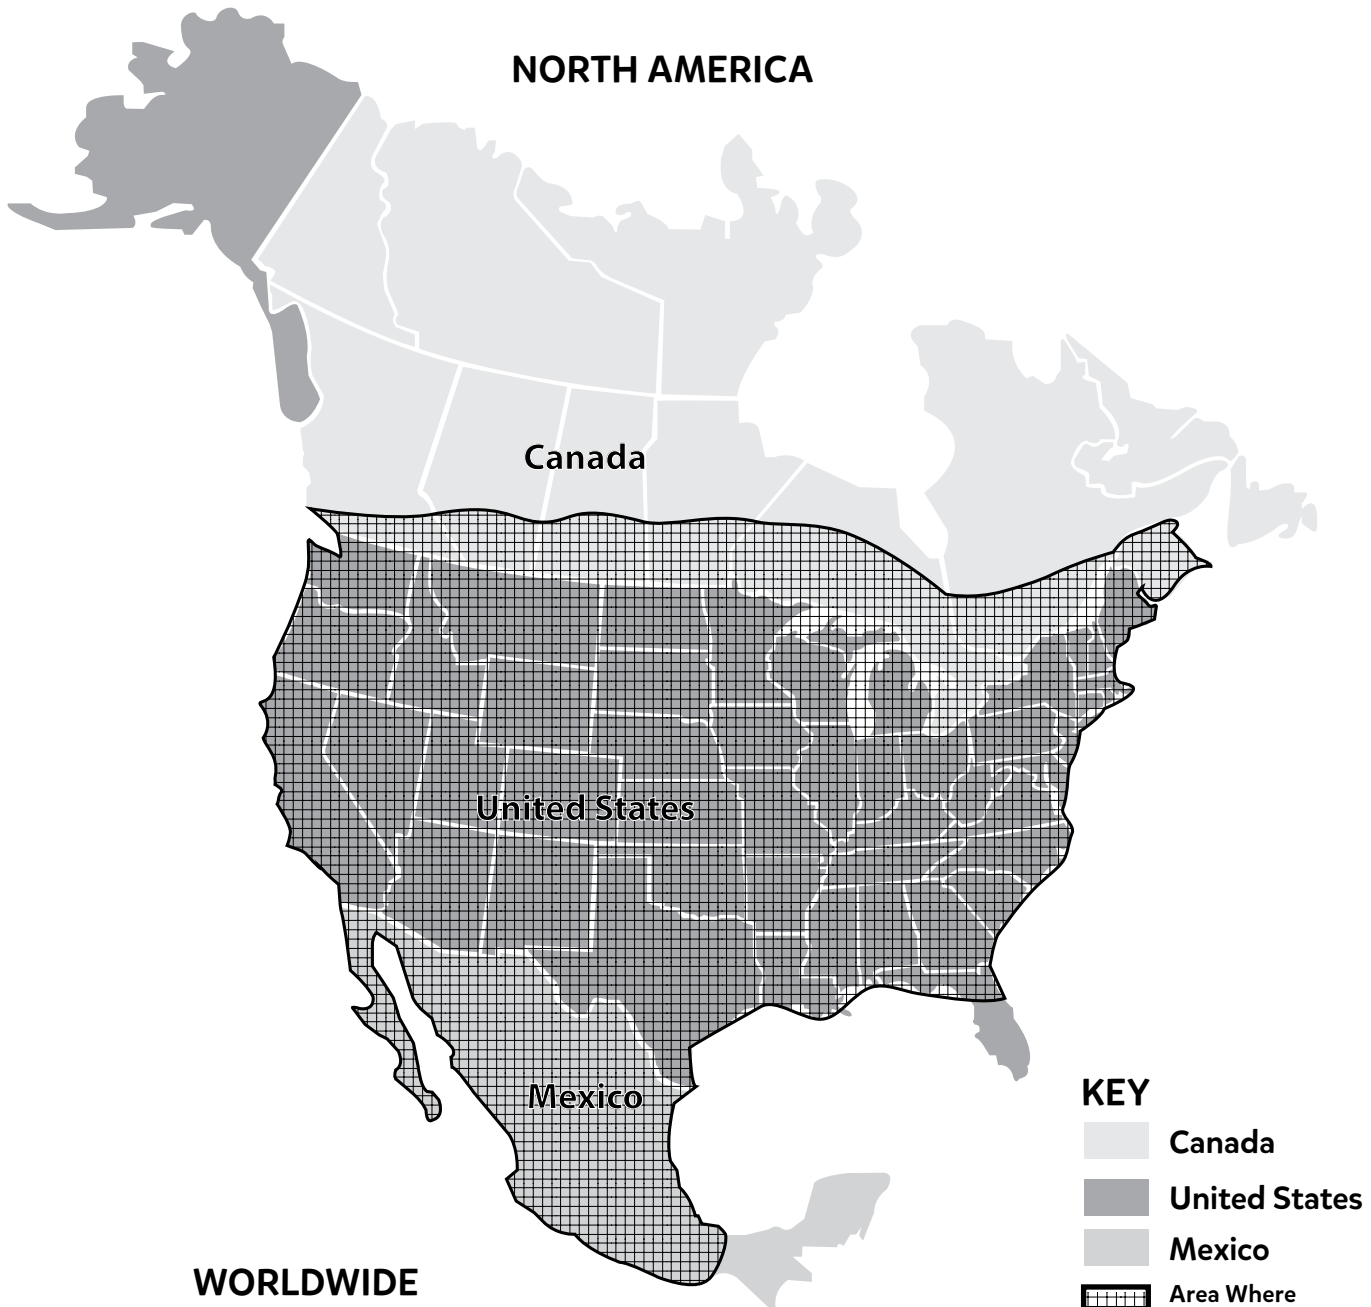 NORTH AMERICA
Canada
United States
Mexico
KEY
Canada
United States
Mexico
WORLDWIDE
Area Where